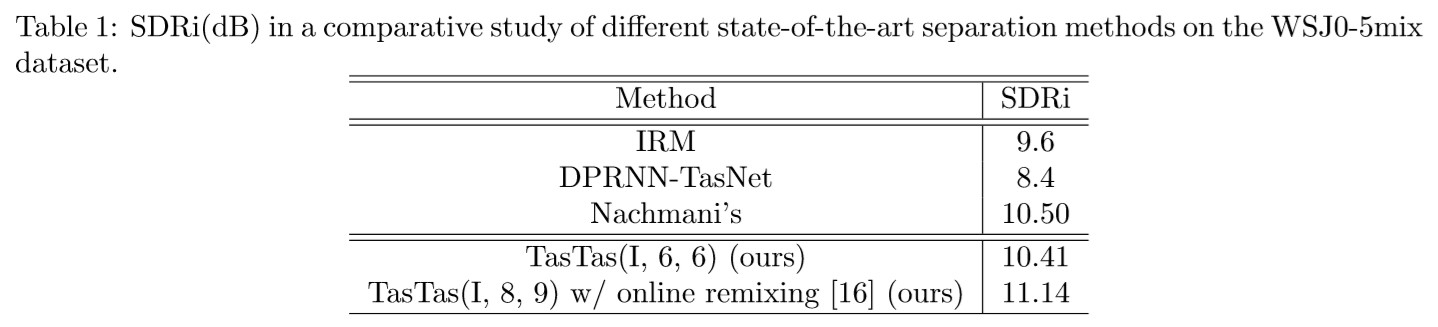 Table 1: SDRi(dB) in a comparative study of different state-of-the-art separation methods on the WSJ0-5mix
dataset.
Method SDRi
IRM 9.6
DPRNN-TasNet 8.4
Nachmani's 10.50
TasTas(I, 6, 6) (ours) 10.41
TasTas(I, 8, 9) w/ online remixing [16] (ours) 11.14